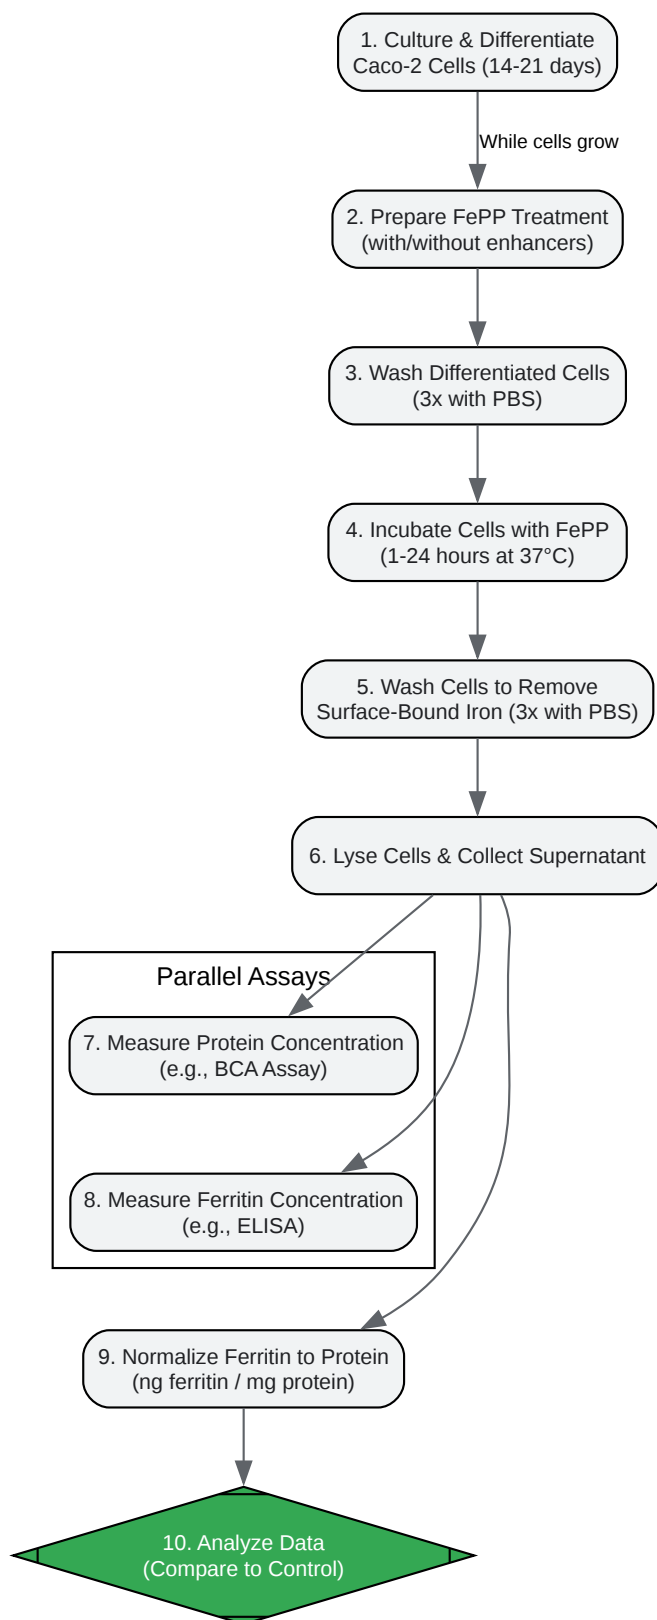 1. Culture & Differentiate
Caco-2 Cells (14-21 days)
While cells grow
2. Prepare FePP Treatment
(with/without enhancers)
3. Wash Differentiated Cells
(3x with PBS)
4. Incubate Cells with FePP
(1-24 hours at 37°C)
5. Wash Cells to Remove
Surface-Bound Iron (3x with PBS)
6. Lyse Cells & Collect Supernatant
Parallel Assays
7. Measure Protein Concentration
(e.g., BCA Assay)
8. Measure Ferritin Concentration
(e.g., ELISA)
9. Normalize Ferritin to Protein
(ng ferritin / mg protein)
10. Analyze Data
(Compare to Control)